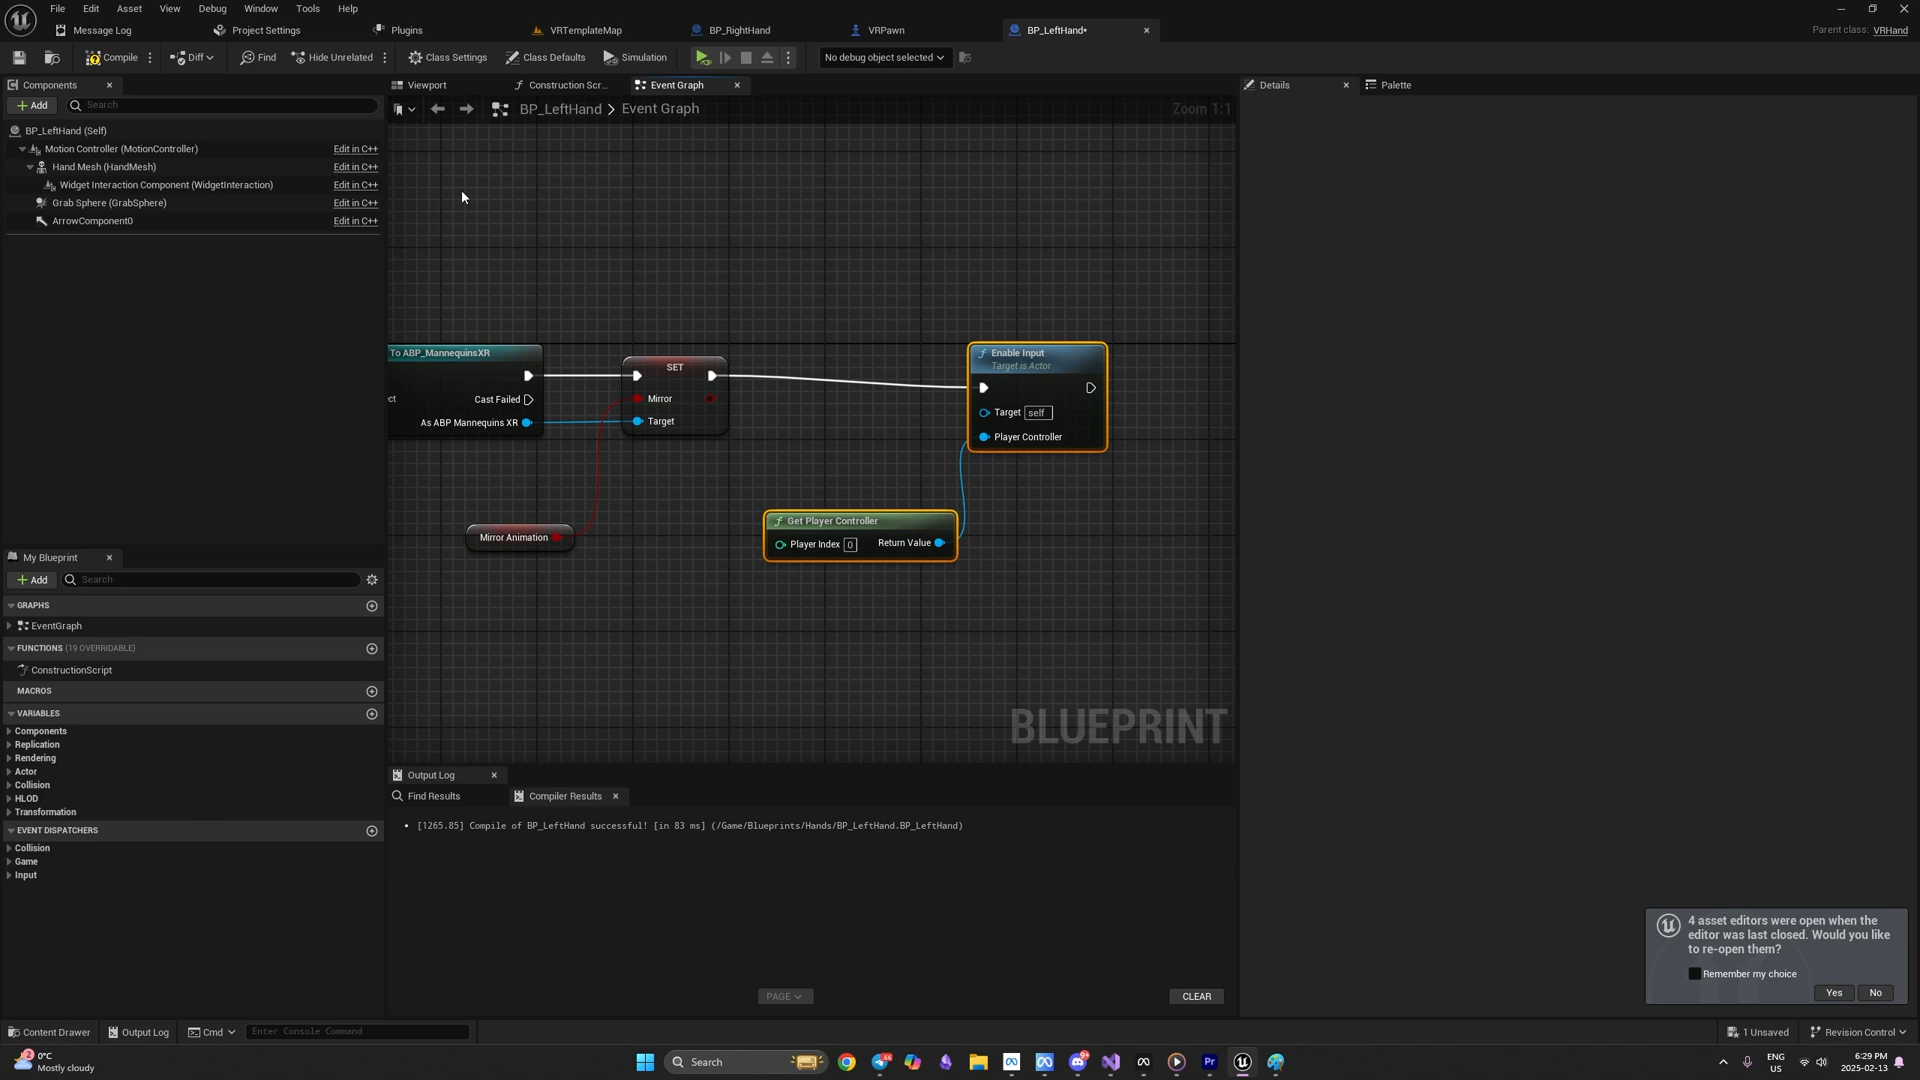 File Edit Asset View Debug Window Tools Help
Message Log Project Settings Plugins VRTemplateMap BP_RightHand VRPawn BP_LeftHand* Parent class: VRHand
Compile Diff Find Hide Unrelated Class Settings Class Defaults Simulation No debug object selected
Components
Add Search
BP_LeftHand (Self)
Motion Controller (MotionController) Edit in C++
Hand Mesh (HandMesh) Edit in C++
Widget Interaction Component (WidgetInteraction) Edit in C++
Grab Sphere (GrabSphere) Edit in C++
ArrowComponent0 Edit in C++
My Blueprint
Add Search
GRAPHS
EventGraph
FUNCTIONS (19 OVERRIDABLE)
ConstructionScript
MACROS
VARIABLES
Components
Replication
Rendering
Actor
Collision
HLOD
Transformation
EVENT DISPATCHERS
Collision
Game
Input
Viewport Construction Scr... Event Graph
BP_LeftHand > Event Graph Zoom 1:1
To ABP_MannequinsXR
ct Cast Failed
As ABP Mannequins XR
SET
Mirror
Target
Mirror Animation
Enable Input
Target is Actor
Target self
Player Controller
Get Player Controller
Player Index 0 Return Value
BLUEPRINT
Output Log
Find Results Compiler Results
• [1265.85] Compile of BP_LeftHand successful! [in 83 ms] (/Game/Blueprints/Hands/BP_LeftHand.BP_LeftHand)
PAGE CLEAR
Details Palette
4 asset editors were open when the
editor was last closed. Would you like
to re-open them?
Remember my choice
Yes No
Content Drawer Output Log Cmd Enter Console Command 1 Unsaved Revision Control
0°C
Mostly cloudy
Search
ENG
US
6:29 PM
2025-02-13